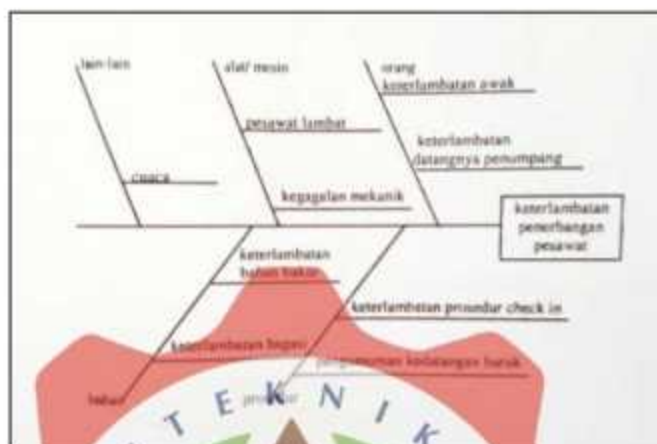 lain-lain
alat/ mesin
orang
keterlambatan awak
pesawat lambat
keterlambatan
datangnya penumpang
cuaca
kegagalan mekanik
keterlambatan
penerbangan
pesawat
keterlambatan
bahan bakar
keterlambatan prosedur check in
keterlambatan bagasi
pengumuman kedatangan buruk
bahan
prosedur
TEKNIK